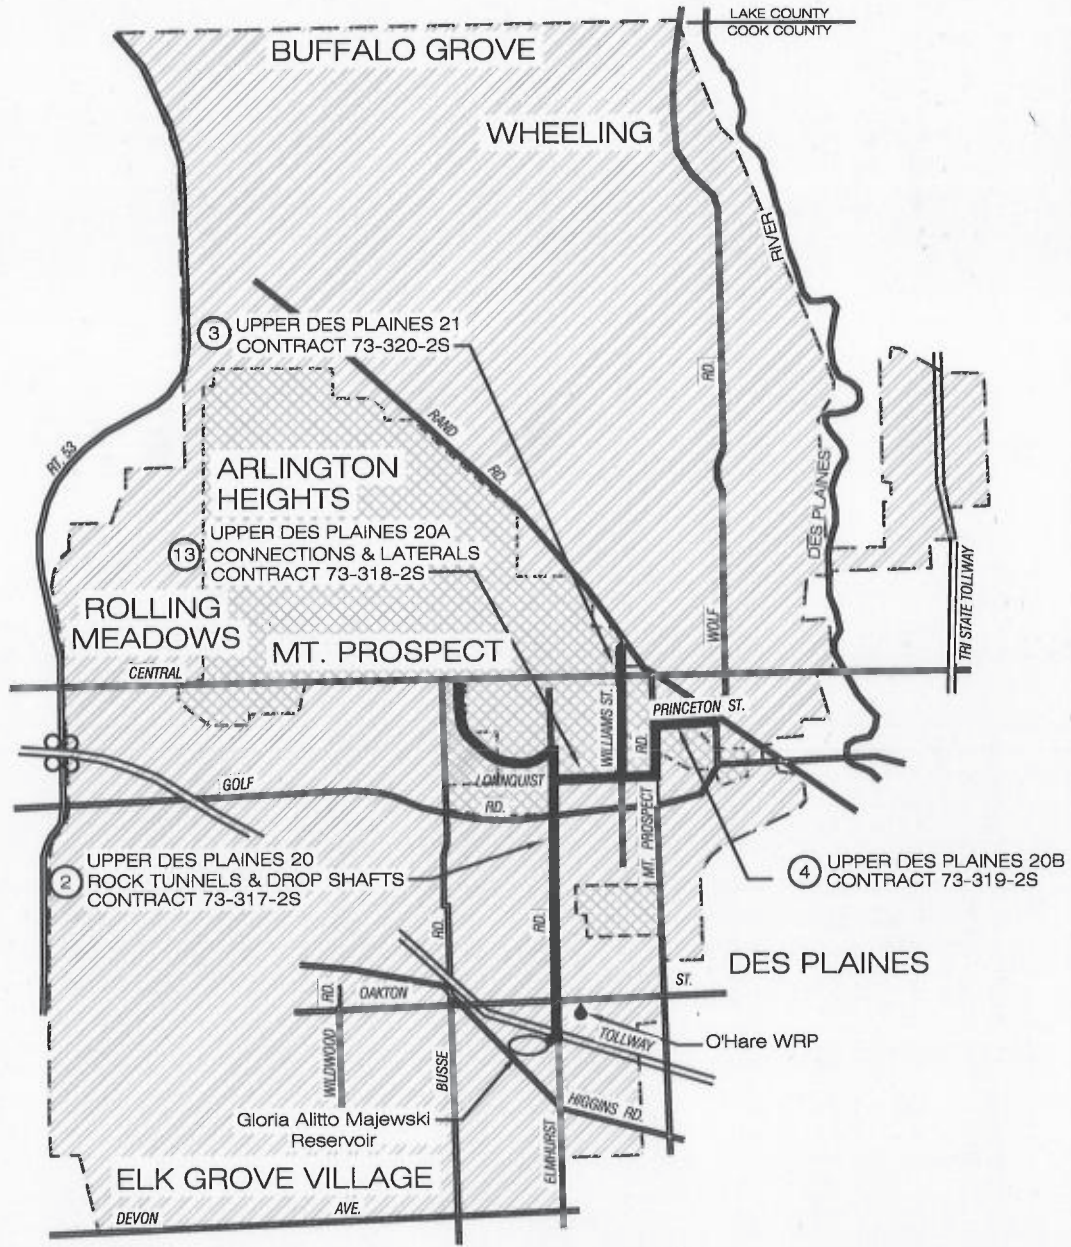 LAKE COUNTY
COOK COUNTY
BUFFALO GROVE
WHEELING
RIVER
3 UPPER DES PLAINES 21
CONTRACT 73-320-2S
RD.
RAND
RD.
RT. 53
ARLINGTON
HEIGHTS
DES PLAINES
13 UPPER DES PLAINES 20A
CONNECTIONS & LATERALS
CONTRACT 73-318-2S
ROLLING
MEADOWS
WOLF
TRI STATE TOLLWAY
MT. PROSPECT
CENTRAL
PRINCETON ST.
WILLIAMS ST.
RD.
LONNQUIST
GOLF
RD.
MT. PROSPECT
2 UPPER DES PLAINES 20
ROCK TUNNELS & DROP SHAFTS
CONTRACT 73-317-2S
4 UPPER DES PLAINES 20B
CONTRACT 73-319-2S
RD.
RD.
DES PLAINES
RD.
OAKTON
ST.
WILDWOOD
TOLLWAY
O'Hare WRP
BUSSE
Gloria Alitto Majewski
Reservoir
HIGGINS RD.
ELMHURST
ELK GROVE VILLAGE
DEVON
AVE.